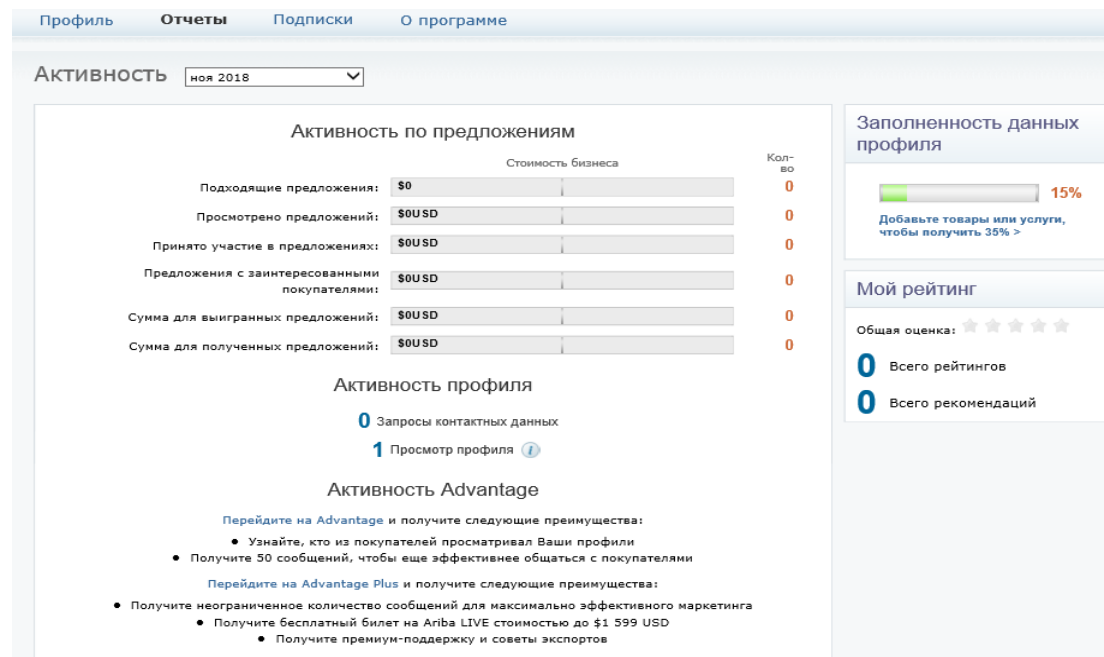 Профиль Отчеты Подписки О программе
Активность ноя 2018
Активность по предложениям
Стоимость бизнеса
Кол-
во
Подходящие предложения: $0 0
Просмотрено предложений: $0USD 0
Принято участие в предложениях: $0USD 0
Предложения с заинтересованными
покупателями: $0USD 0
Сумма для выигранных предложений: $0USD 0
Сумма для полученных предложений: $0USD 0
Активность профиля
0 Запросы контактных данных
1 Просмотр профиля i
Активность Advantage
Перейдите на Advantage и получите следующие преимущества:
• Узнайте, кто из покупателей просматривал Ваши профили
• Получите 50 сообщений, чтобы еще эффективнее общаться с покупателями
Перейдите на Advantage Plus и получите следующие преимущества:
• Получите неограниченное количество сообщений для максимально эффективного маркетинга
• Получите бесплатный билет на Ariba LIVE стоимостью до $1 599 USD
• Получите премиум-поддержку и советы экспортов
Заполненность данных
профиля
15%
Добавьте товары или услуги,
чтобы получить 35% >
Мой рейтинг
Общая оценка:
0 Всего рейтингов
0 Всего рекомендаций